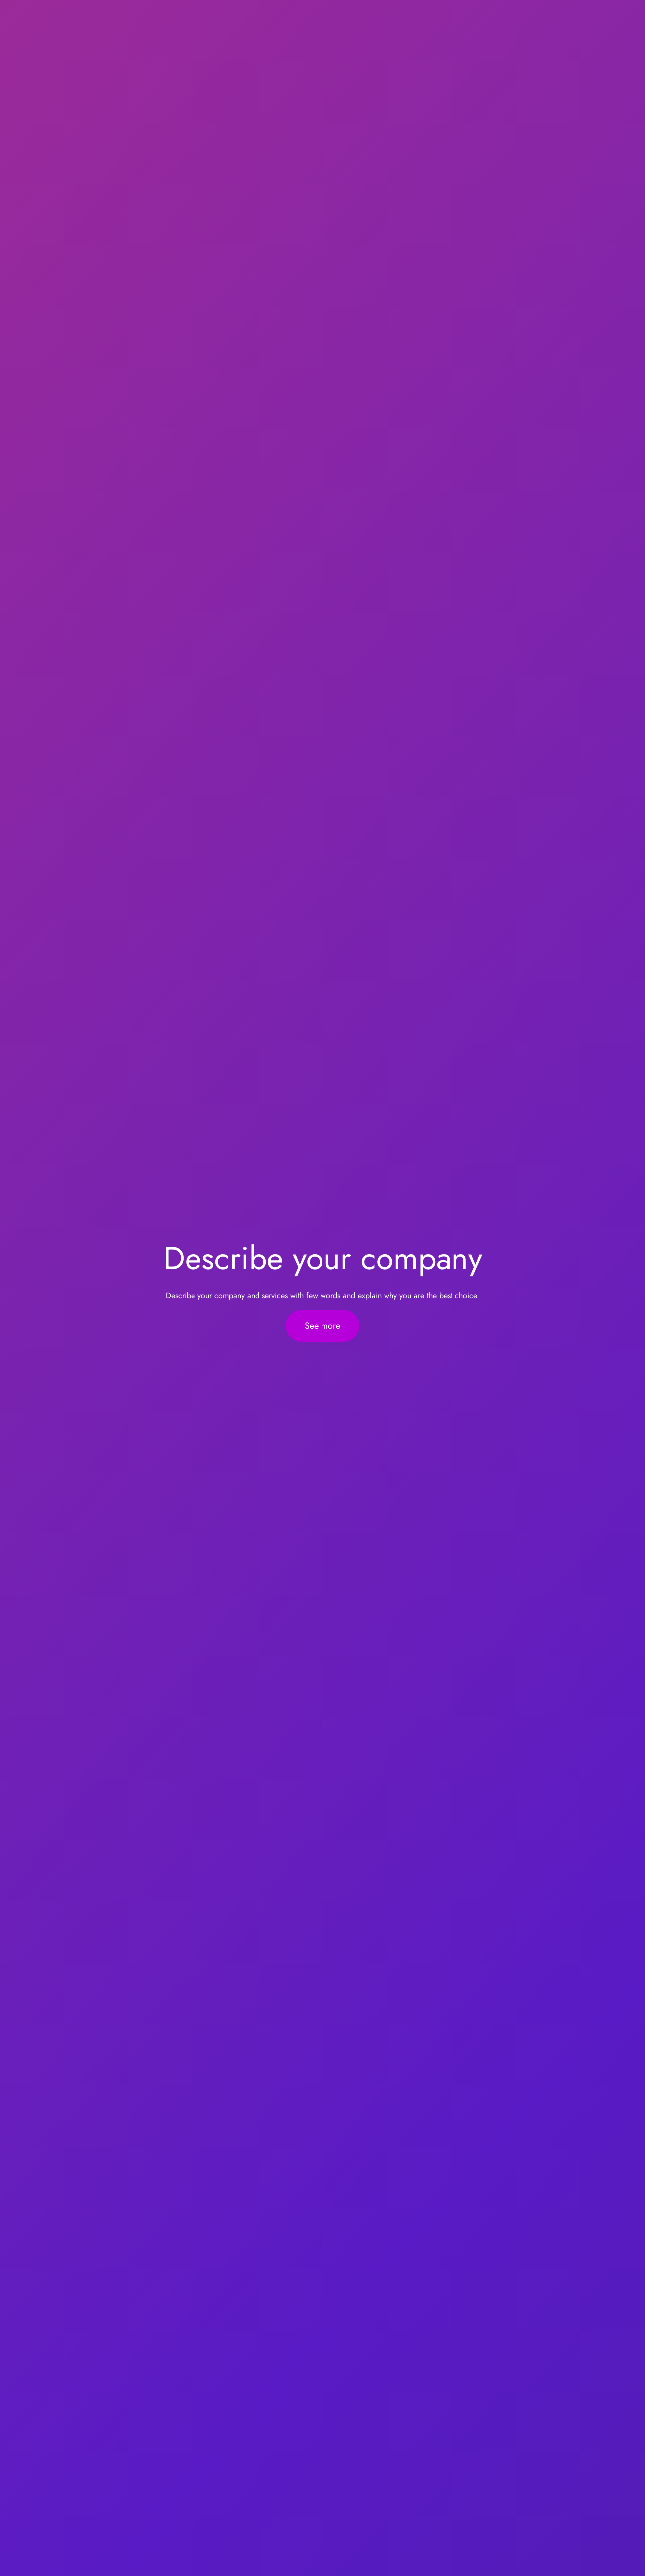 Describe your company
Describe your company and services with few words and explain why you are the best choice.
See more